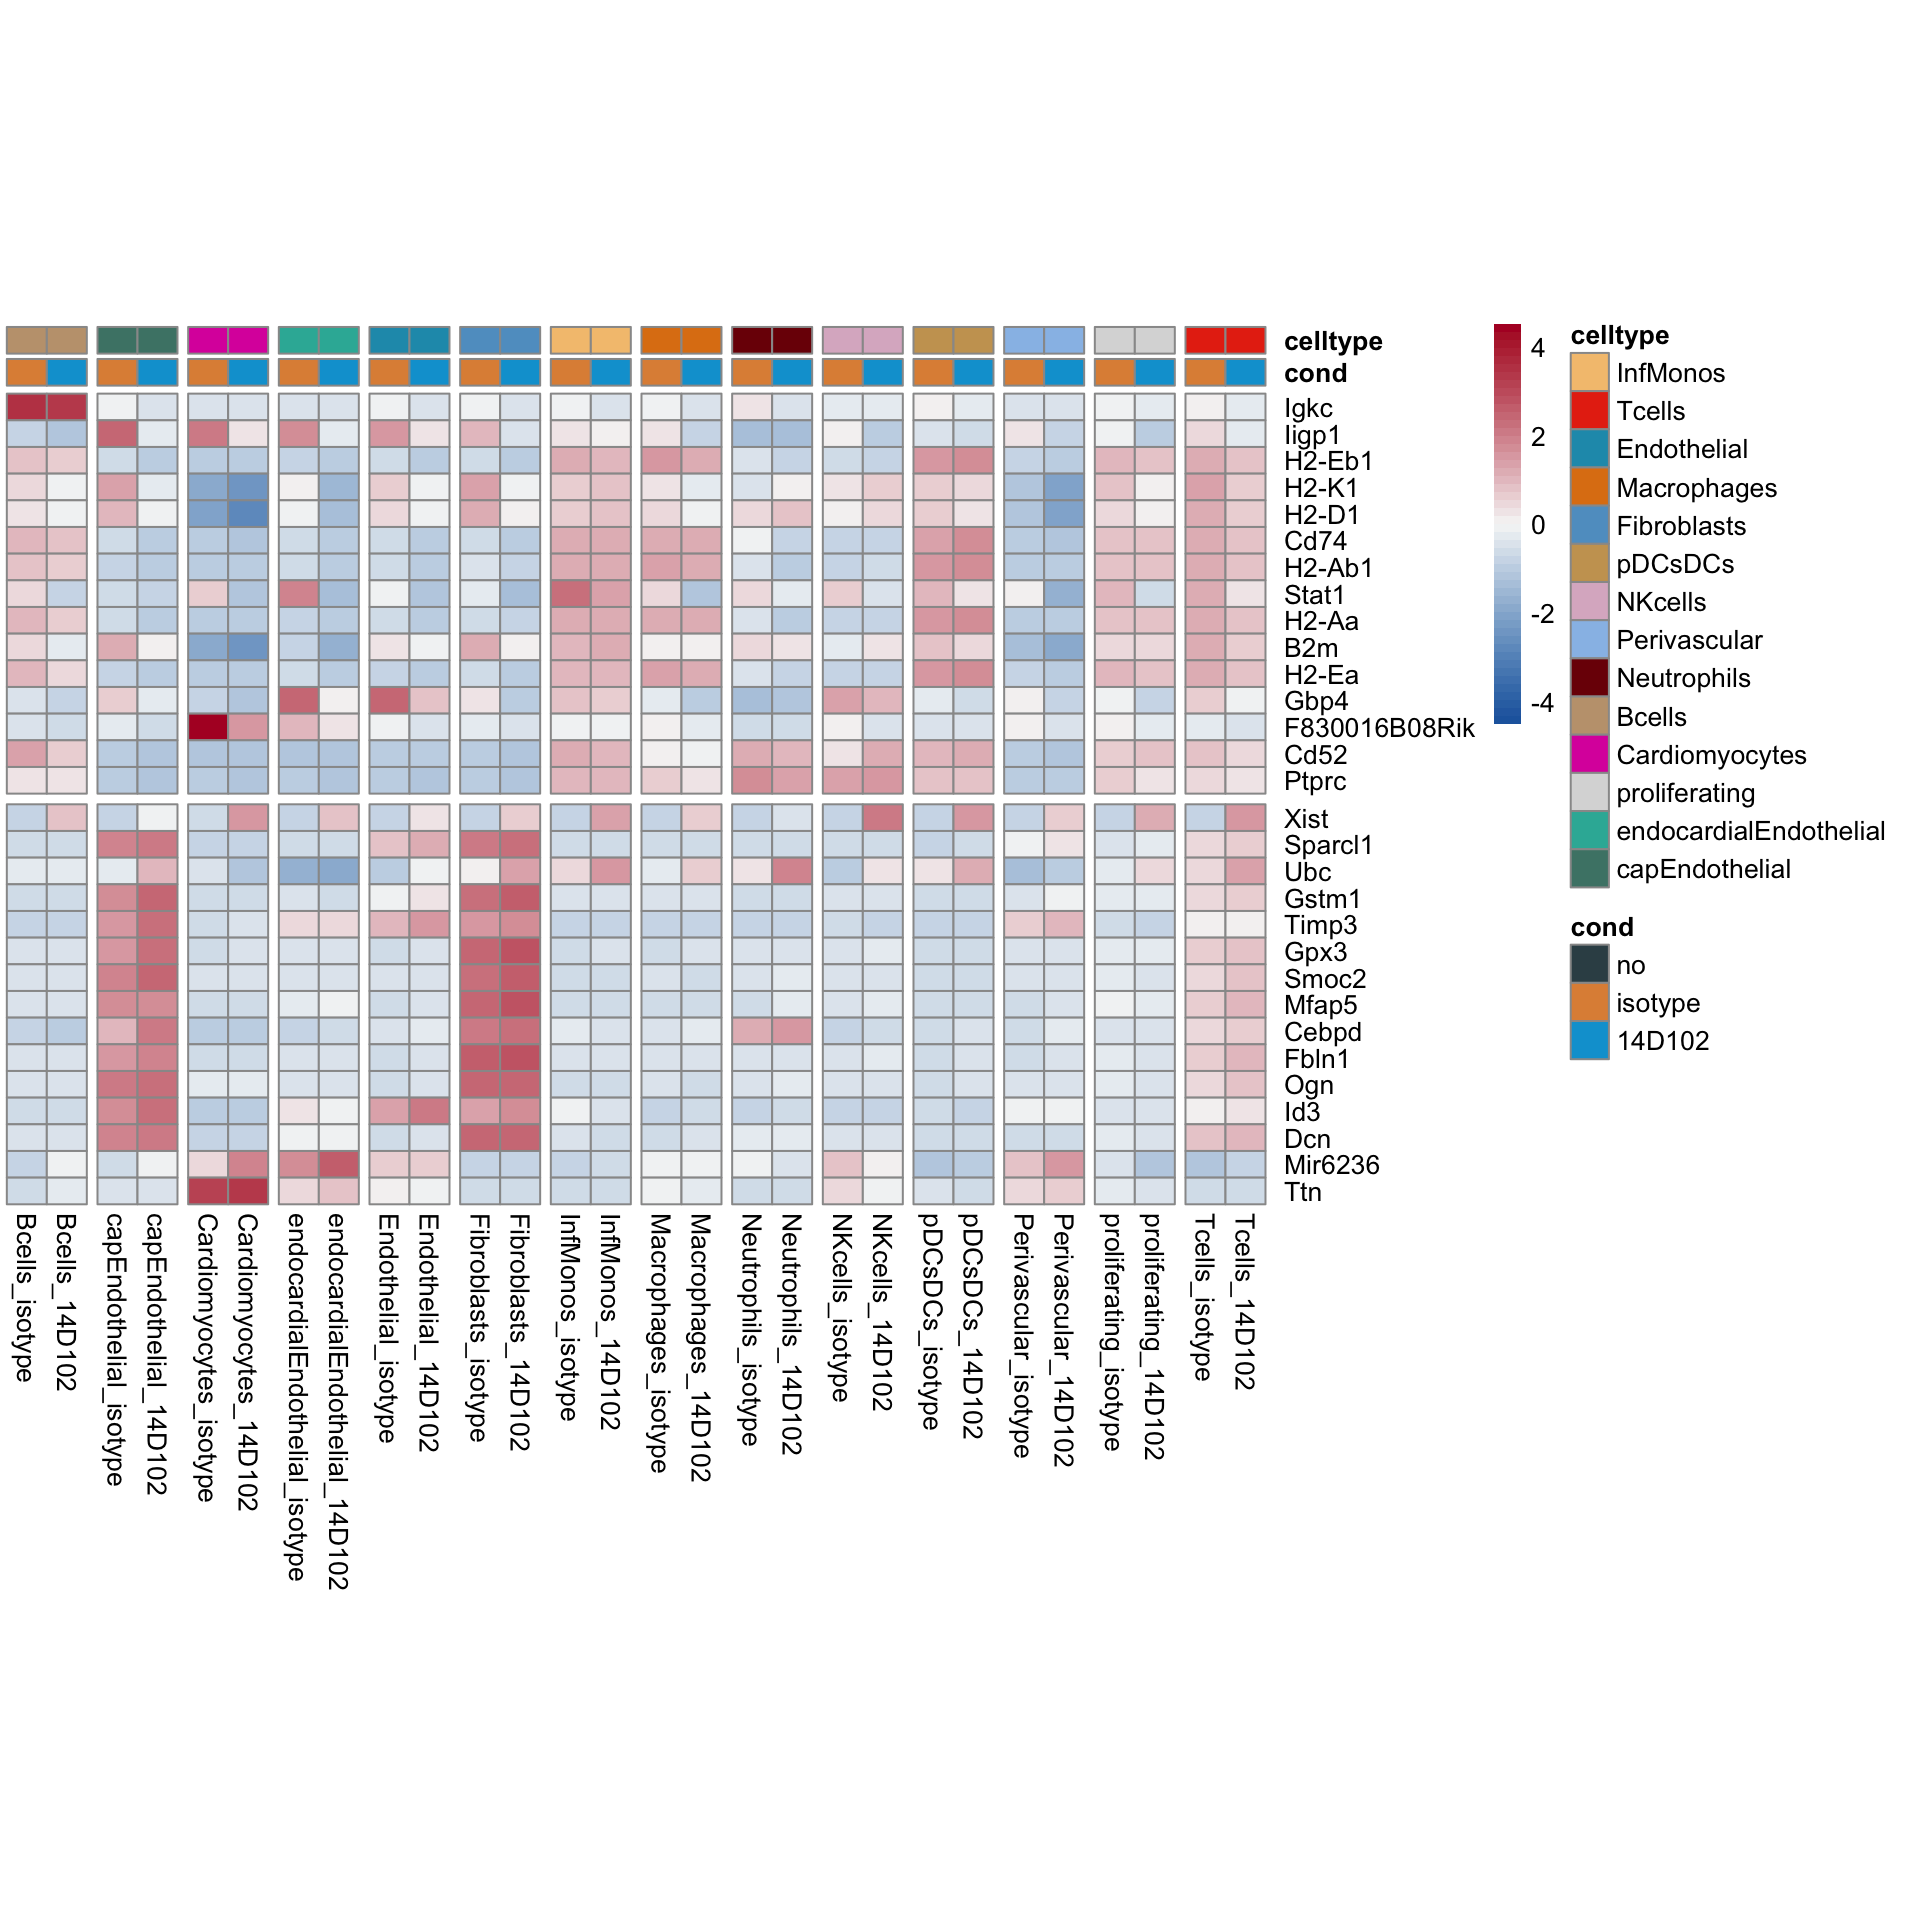 celltype
cond
Igkc
Iigp1
H2-Eb1
H2-K1
H2-D1
Cd74
H2-Ab1
Stat1
H2-Aa
B2m
H2-Ea
Gbp4
F830016B08Rik
Cd52
Ptprc
Xist
Sparcl1
Ubc
Gstm1
Timp3
Gpx3
Smoc2
Mfap5
Cebpd
Fbln1
Ogn
Id3
Dcn
Mir6236
Ttn
Bcells_isotype
Bcells_14D102
capEndothelial_isotype
capEndothelial_14D102
Cardiomyocytes_isotype
Cardiomyocytes_14D102
endocardialEndothelial_isotype
endocardialEndothelial_14D102
Endothelial_isotype
Endothelial_14D102
Fibroblasts_isotype
Fibroblasts_14D102
InfMonos_isotype
InfMonos_14D102
Macrophages_isotype
Macrophages_14D102
Neutrophils_isotype
Neutrophils_14D102
NKcells_isotype
NKcells_14D102
pDCsDCs_isotype
pDCsDCs_14D102
Perivascular_isotype
Perivascular_14D102
proliferating_isotype
proliferating_14D102
Tcells_isotype
Tcells_14D102
4
2
0
-2
-4
celltype
InfMonos
Tcells
Endothelial
Macrophages
Fibroblasts
pDCsDCs
NKcells
Perivascular
Neutrophils
Bcells
Cardiomyocytes
proliferating
endocardialEndothelial
capEndothelial
cond
no
isotype
14D102